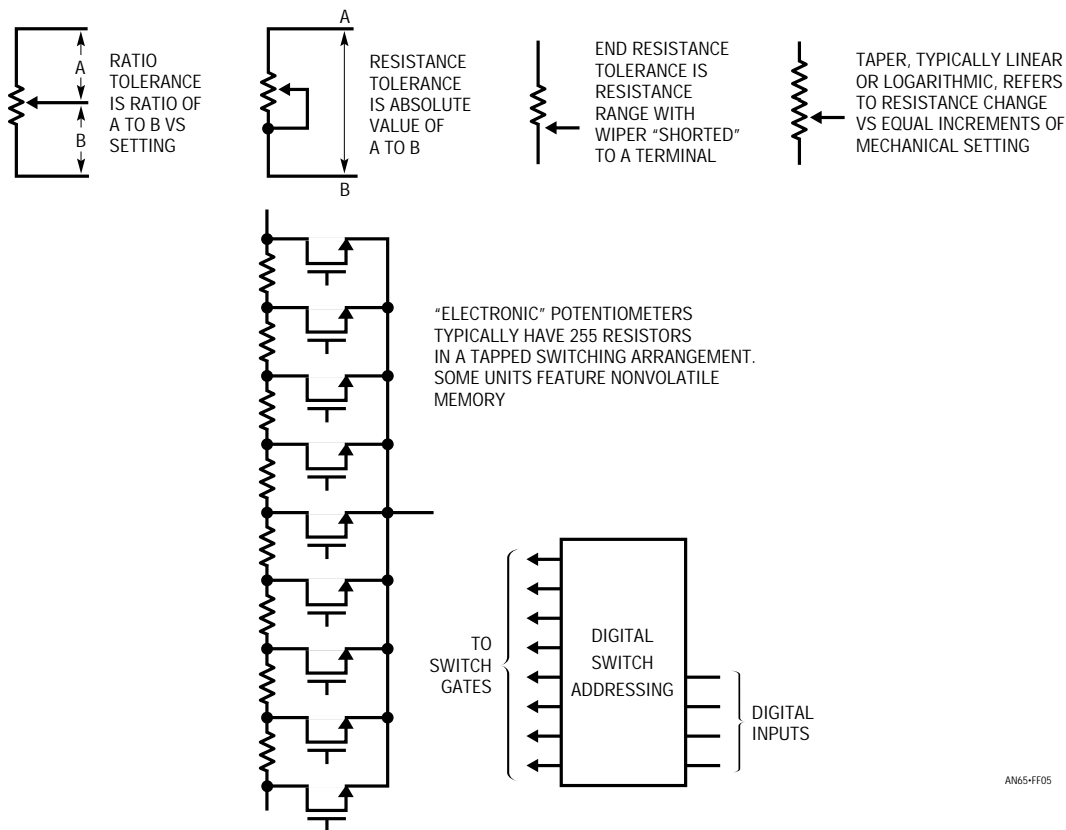 A
B
RATIO
TOLERANCE
IS RATIO OF
A TO B VS
SETTING
A
B
RESISTANCE
TOLERANCE
IS ABSOLUTE
VALUE OF
A TO B
END RESISTANCE
TOLERANCE IS
RESISTANCE
RANGE WITH
WIPER “SHORTED”
TO A TERMINAL
TAPER, TYPICALLY LINEAR
OR LOGARITHMIC, REFERS
TO RESISTANCE CHANGE
VS EQUAL INCREMENTS OF
MECHANICAL SETTING
“ELECTRONIC” POTENTIOMETERS
TYPICALLY HAVE 255 RESISTORS
IN A TAPPED SWITCHING ARRANGEMENT.
SOME UNITS FEATURE NONVOLATILE
MEMORY
TO
SWITCH
GATES
DIGITAL
SWITCH
ADDRESSING
DIGITAL
INPUTS
AN65•FF05